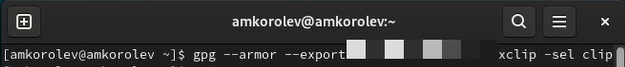 amkorolev@amkorolev:~
[amkorolev@amkorolev ~]$ gpg --armor --export xclip -sel clip